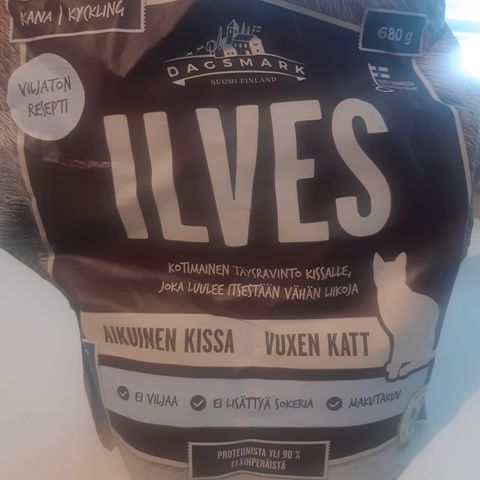 KANA / KYCKLING
680 g
DAGSMARK
SUOMI FINLAND
VILJATON
RESEPTI
ILVES
KOTIMAINEN TÄYSRAVINTO KISSALLE,
JOKA LUULEE ITSESTÄÄN VÄHÄN LIIKOJA
AIKUINEN KISSA | VUXEN KATT
EI VILJAA
EI LISÄTTYÄ SOKERIA
MAKUTAKUU
PROTEIINISTA YLI 90 %
ELÄINPERÄISTÄ